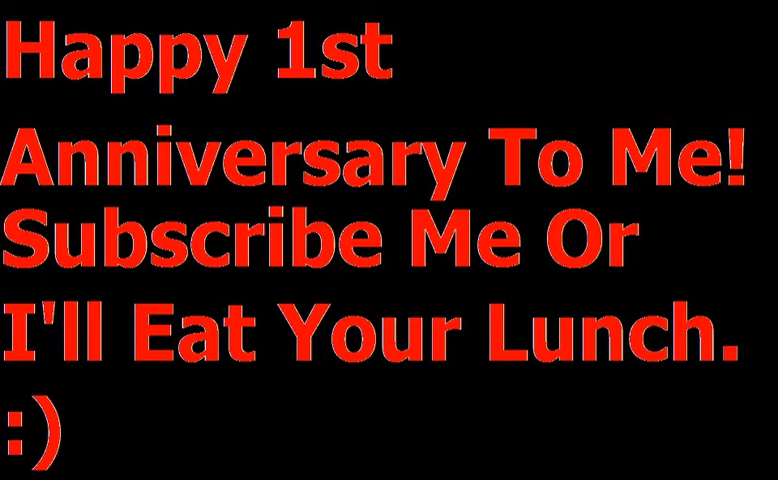 Happy 1st
Anniversary To Me!
Subscribe Me Or
I'll Eat Your Lunch.
:)